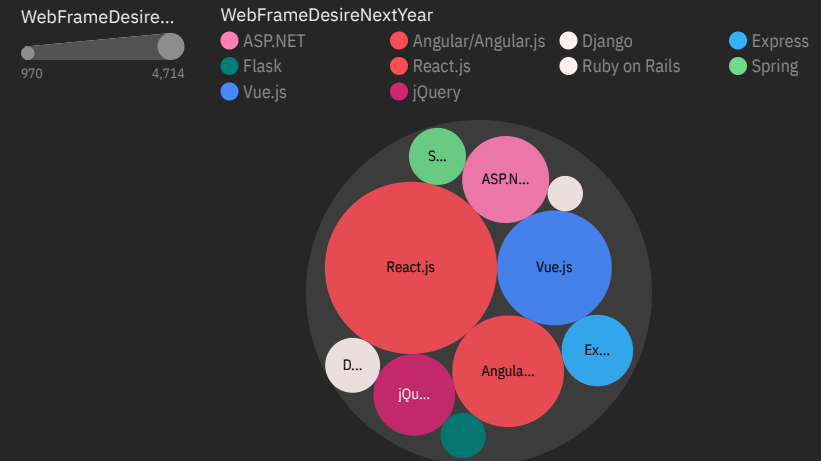 WebFrameDesire...
970 4,714
WebFrameDesireNextYear
ASP.NET Angular/Angular.js Django Express
Flask React.js Ruby on Rails Spring
Vue.js jQuery
S...
ASP.N...
React.js
Vue.js
Ex...
D...
Angula...
jQu...